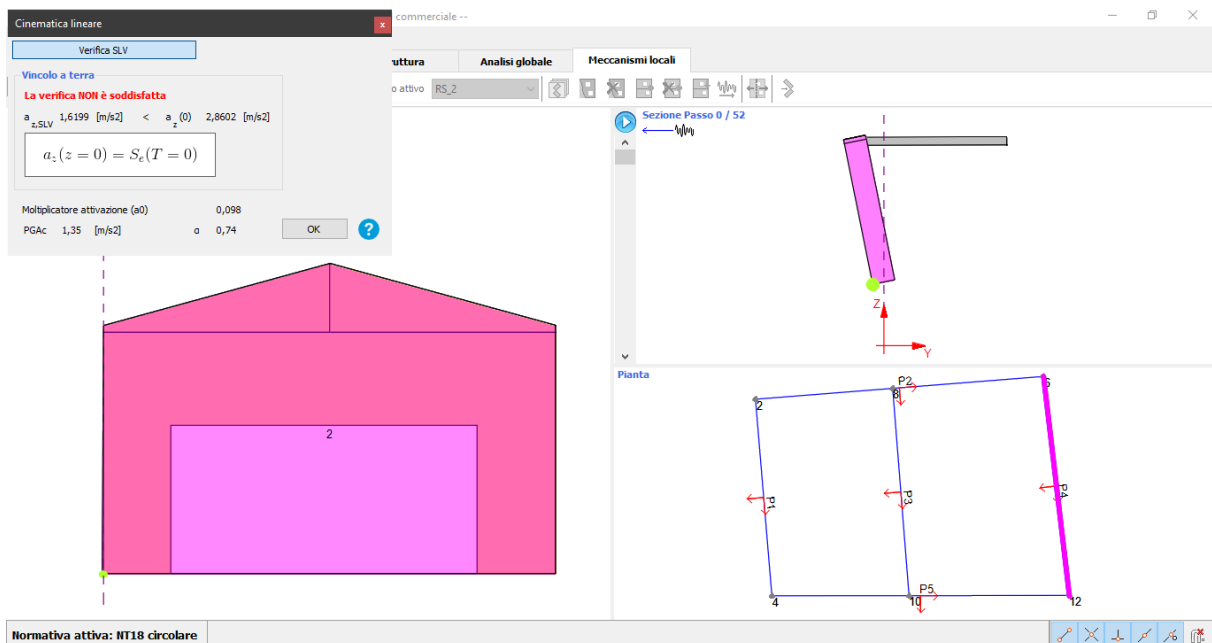 Cinematica lineare
x
commerciale --
Verifica SLV
ruttura
Analisi globale
Meccanismi locali
o attivo
RS_2
Vincolo a terra
La verifica NON è soddisfatta
a z,SLV 1,6199 [m/s2] < a z (0) 2,8602 [m/s2]
a_z(z = 0) = S_e(T = 0)
Moltiplicatore attivazione (a0) 0,098
PGAc 1,35 [m/s2] α 0,74
OK
?
Sezione Passo 0 / 52
Z
Y
2
Pianta
2
8
P2
6
P1
P3
P4
4
10
P5
12
Normativa attiva: NT18 circolare